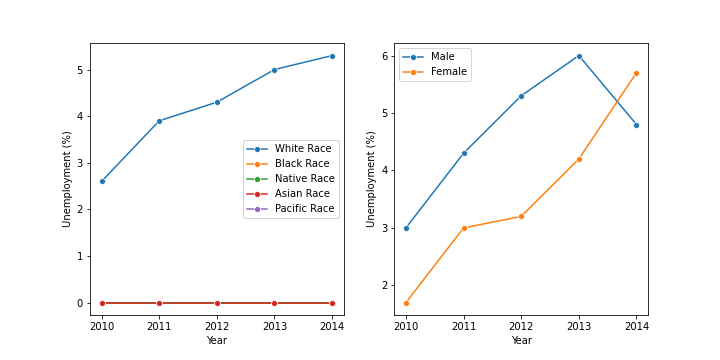 Unemployment (%)
5
4
3
2
1
0
White Race
Black Race
Native Race
Asian Race
Pacific Race
2010 2011 2012 2013 2014
Year
Unemployment (%)
6
5
4
3
2
Male
Female
2010 2011 2012 2013 2014
Year